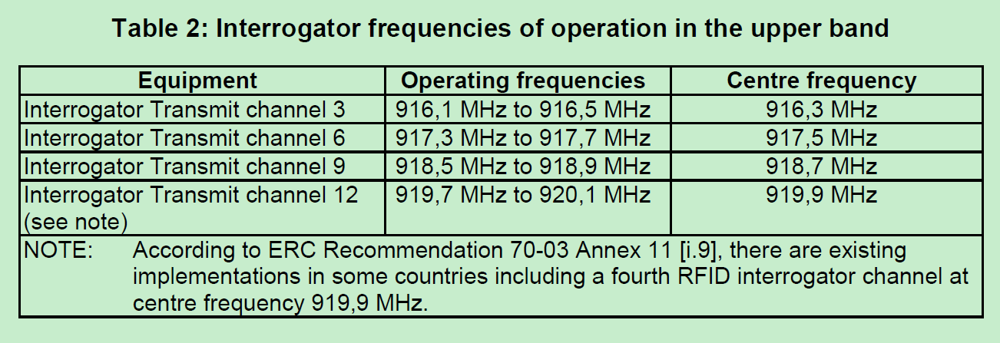 Table 2: Interrogator frequencies of operation in the upper band
Equipment Operating frequencies Centre frequency
Interrogator Transmit channel 3 916,1 MHz to 916,5 MHz 916,3 MHz
Interrogator Transmit channel 6 917,3 MHz to 917,7 MHz 917,5 MHz
Interrogator Transmit channel 9 918,5 MHz to 918,9 MHz 918,7 MHz
Interrogator Transmit channel 12 919,7 MHz to 920,1 MHz 919,9 MHz
(see note)
NOTE: According to ERC Recommendation 70-03 Annex 11 [i.9], there are existing
implementations in some countries including a fourth RFID interrogator channel at
centre frequency 919,9 MHz.